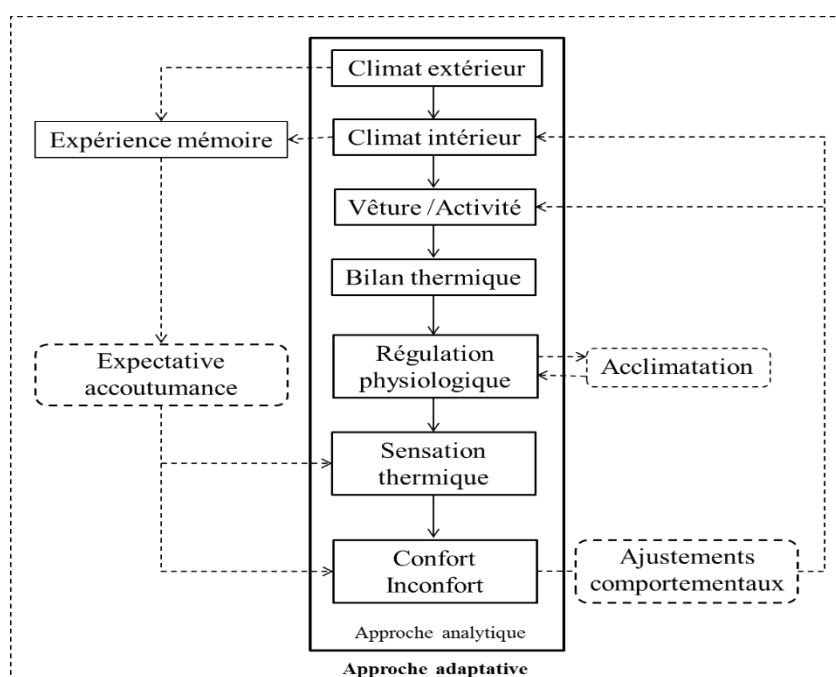 Climat extérieur
Expérience mémoire
Climat intérieur
Vêture /Activité
Bilan thermique
Expectative
accoutumance
Régulation
physiologique
Acclimatation
Sensation
thermique
Confort
Inconfort
Ajustements
comportementaux
Approche analytique
Approche adaptative